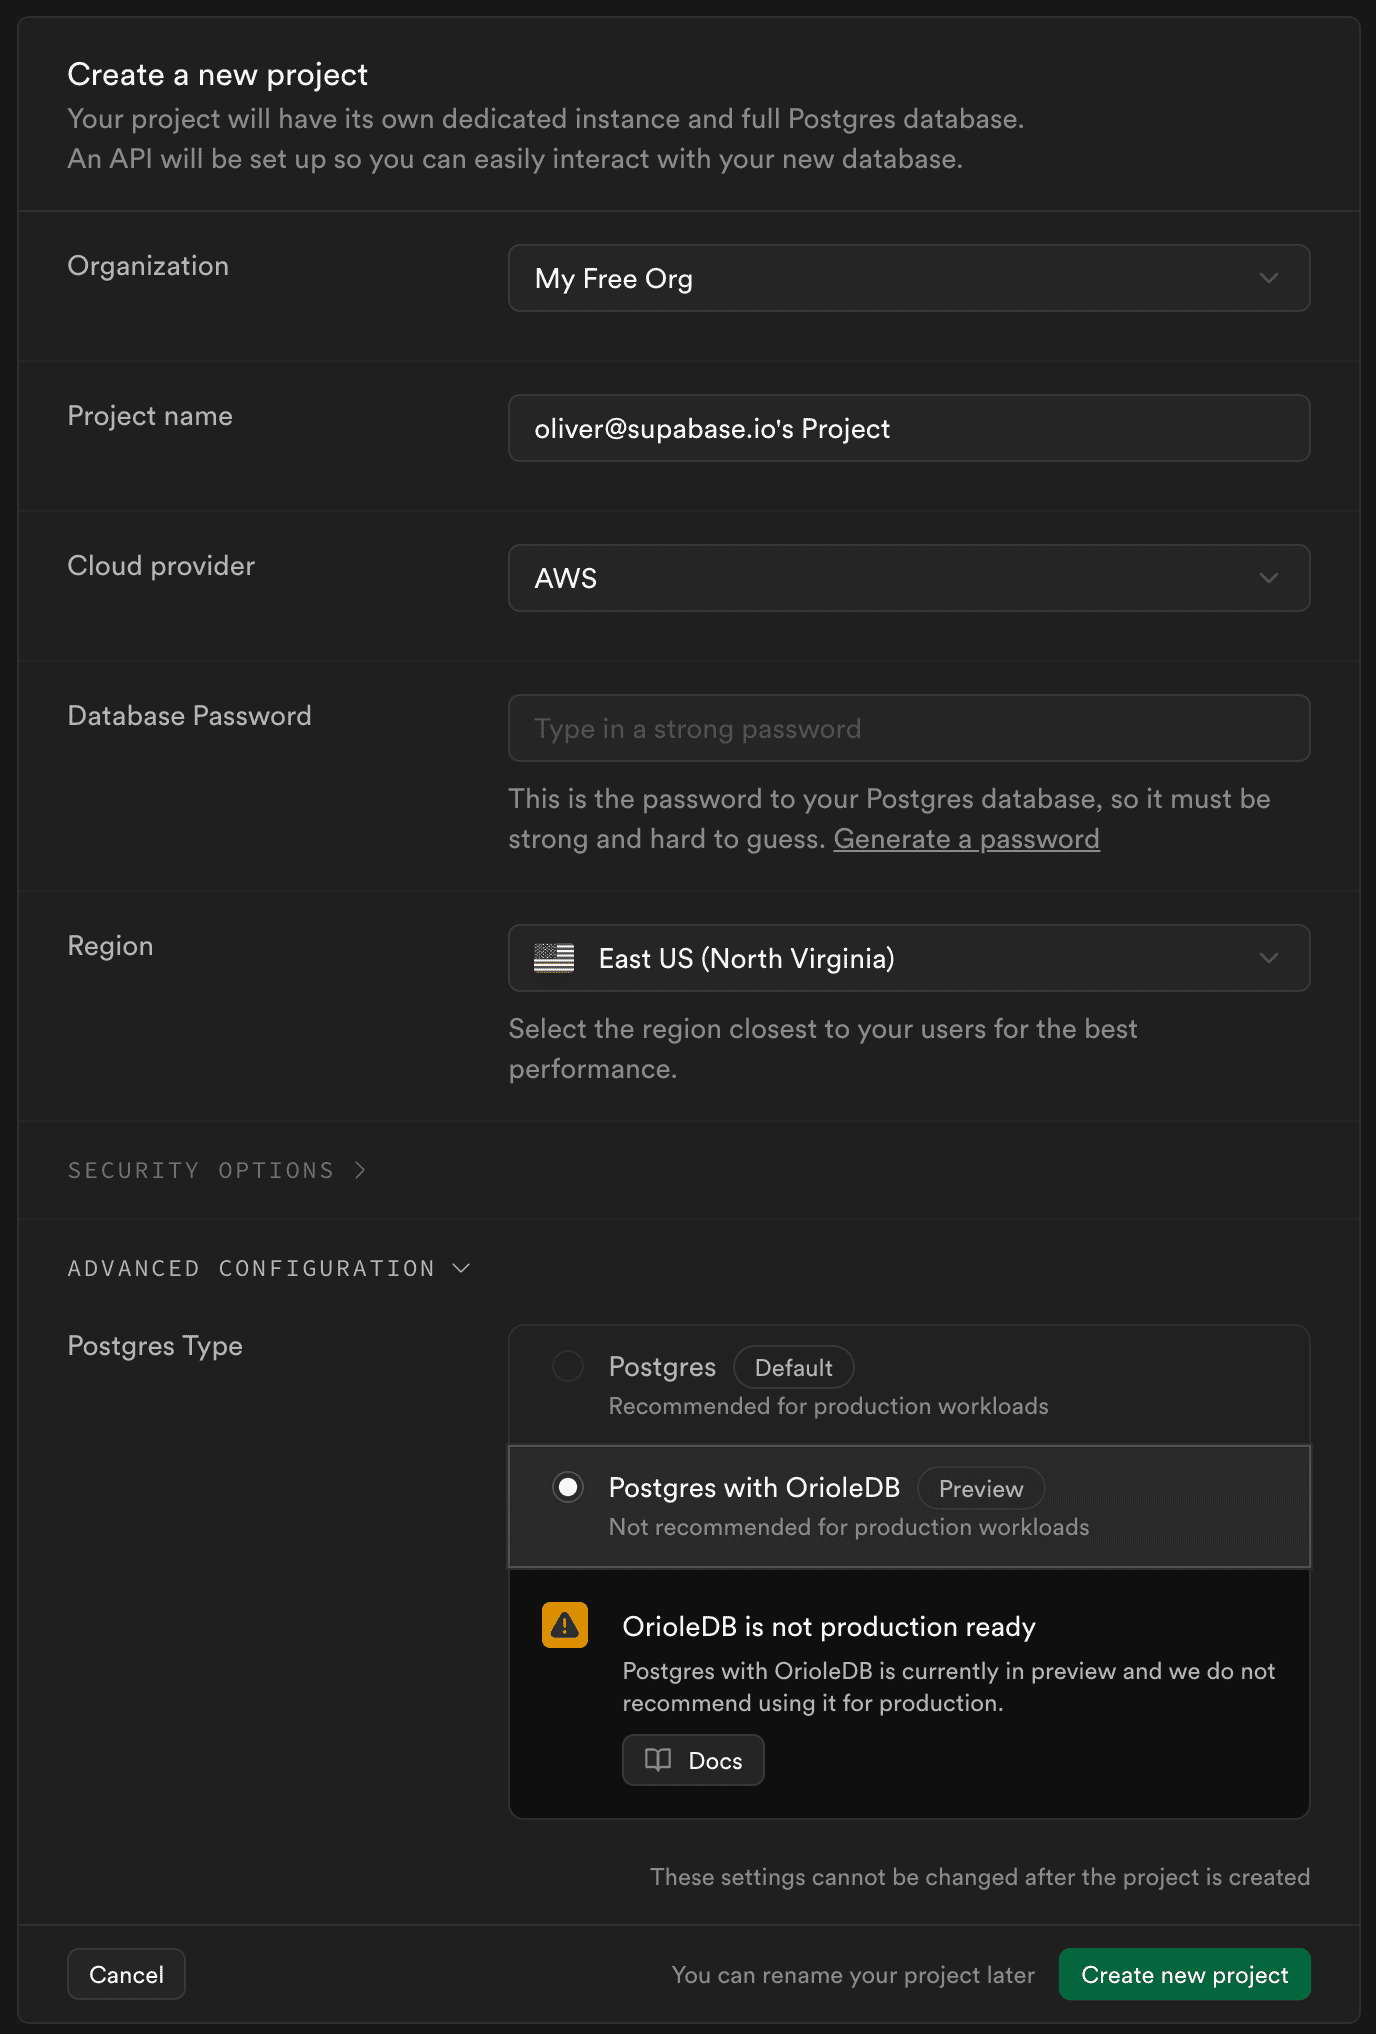 Create a new project
Your project will have its own dedicated instance and full Postgres database.
An API will be set up so you can easily interact with your new database.
Organization
My Free Org
Project name
oliver@supabase.io's Project
Cloud provider
AWS
Database Password
Type in a strong password
This is the password to your Postgres database, so it must be
strong and hard to guess. Generate a password
Region
East US (North Virginia)
Select the region closest to your users for the best
performance.
SECURITY OPTIONS
ADVANCED CONFIGURATION
Postgres Type
Postgres Default
Recommended for production workloads
Postgres with OrioleDB Preview
Not recommended for production workloads
OrioleDB is not production ready
Postgres with OrioleDB is currently in preview and we do not
recommend using it for production.
Docs
These settings cannot be changed after the project is created
Cancel
You can rename your project later
Create new project